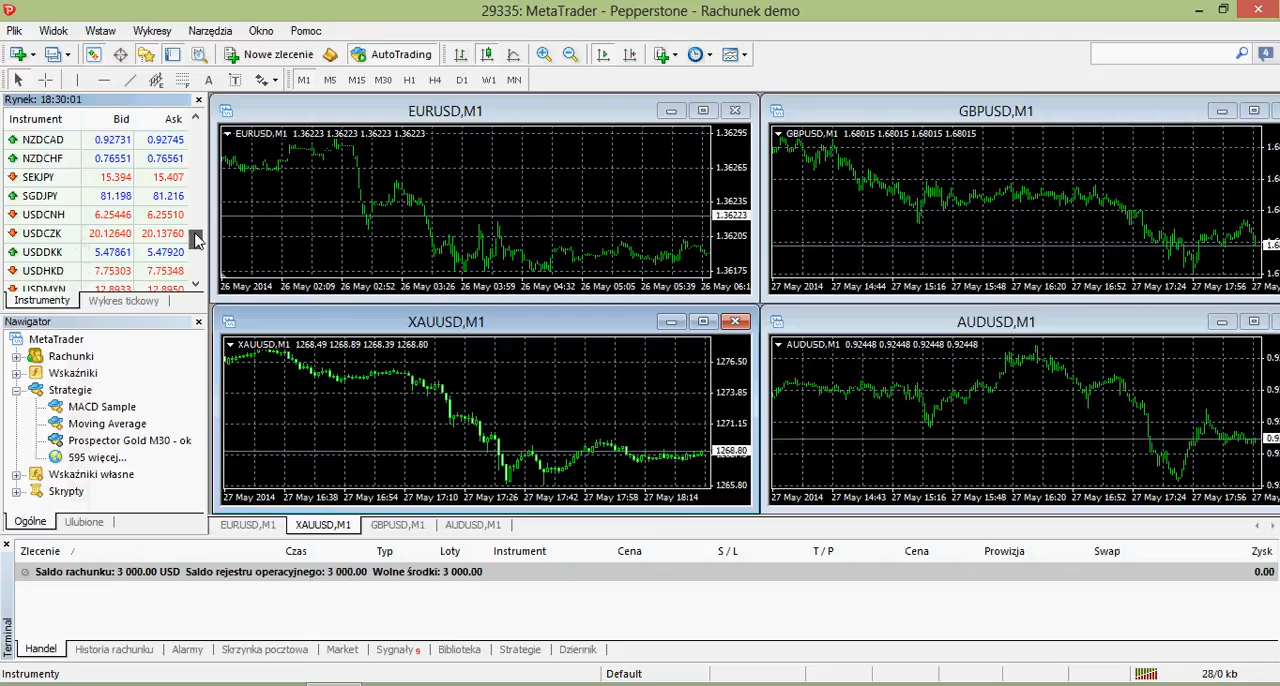 29335: MetaTrader - Pepperstone - Rachunek demo
Plik Widok Wstaw Wykresy Narzędzia Okno Pomoc
Nowe zlecenie AutoTrading 4
A T M1 M5 M15 M30 H1 H4 D1 W1 MN
Rynek: 18:30:01
Instrument Bid Ask
NZDCAD 0.92731 0.92745
NZDCHF 0.76551 0.76561
SEKJPY 15.394 15.407
SGDJPY 81.198 81.216
USDCNH 6.25446 6.25510
USDCZK 20.12640 20.13760
USDDKK 5.47861 5.47920
USDHKD 7.75303 7.75348
USDMXN 12.8933 12.8950
Instrumenty Wykres tickowy
Nawigator
MetaTrader
Rachunki
Wskaźniki
Strategie
MACD Sample
Moving Average
Prospector Gold M30 - ok
595 więcej...
Wskaźniki własne
Skrypty
Ogólne Ulubione
EURUSD,M1
EURUSD,M1 1.36223 1.36223 1.36223 1.36223
1.36295
1.36265
1.36235
1.36223
1.36205
1.36175
26 May 2014 26 May 02:09 26 May 02:52 26 May 03:39 26 May 04:32 26 May 05:05 26 May 05:39 26 May 06:1
GBPUSD,M1
GBPUSD,M1 1.68015 1.68015 1.68015 1.68015
27 May 2014 27 May 14:44 27 May 15:16 27 May 15:48 27 May 16:20 27 May 16:52 27 May 17:24 27 May 17:56 27 May
XAUUSD,M1
XAUUSD,M1 1268.49 1268.89 1268.39 1268.80
1276.50
1273.85
1271.15
1268.80
1265.80
27 May 2014 27 May 16:38 27 May 16:54 27 May 17:10 27 May 17:26 27 May 17:42 27 May 17:58 27 May 18:14
AUDUSD,M1
AUDUSD,M1 0.92448 0.92448 0.92448 0.92448
27 May 2014 27 May 14:43 27 May 15:15 27 May 15:48 27 May 16:20 27 May 16:52 27 May 17:24 27 May 17:56 27 May
EURUSD,M1 XAUUSD,M1 GBPUSD,M1 AUDUSD,M1
Zlecenie / Czas Typ Loty Instrument Cena S / L T / P Cena Prowizja Swap Zysk
Saldo rachunku: 3 000.00 USD Saldo rejestru operacyjnego: 3 000.00 Wolne środki: 3 000.00 0.00
Terminal
Handel Historia rachunku Alarmy Skrzynka pocztowa Market Sygnały 9 Biblioteka Strategie Dziennik
Instrumenty Default 28/0 kb